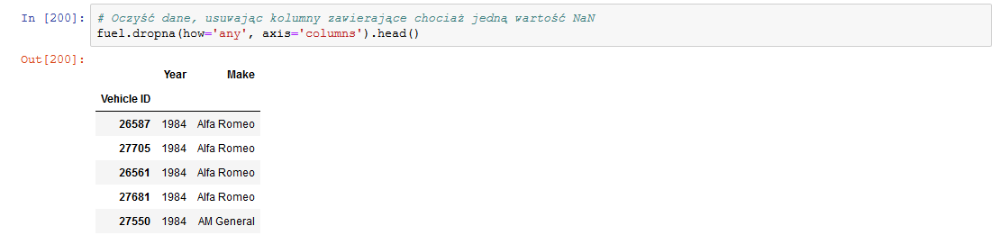 In [200]: # Oczyść dane, usuwając kolumny zawierające chociaż jedną wartość NaN
fuel.dropna(how='any', axis='columns').head()
Out[200]:
Year Make
Vehicle ID
26587 1984 Alfa Romeo
27705 1984 Alfa Romeo
26561 1984 Alfa Romeo
27681 1984 Alfa Romeo
27550 1984 AM General